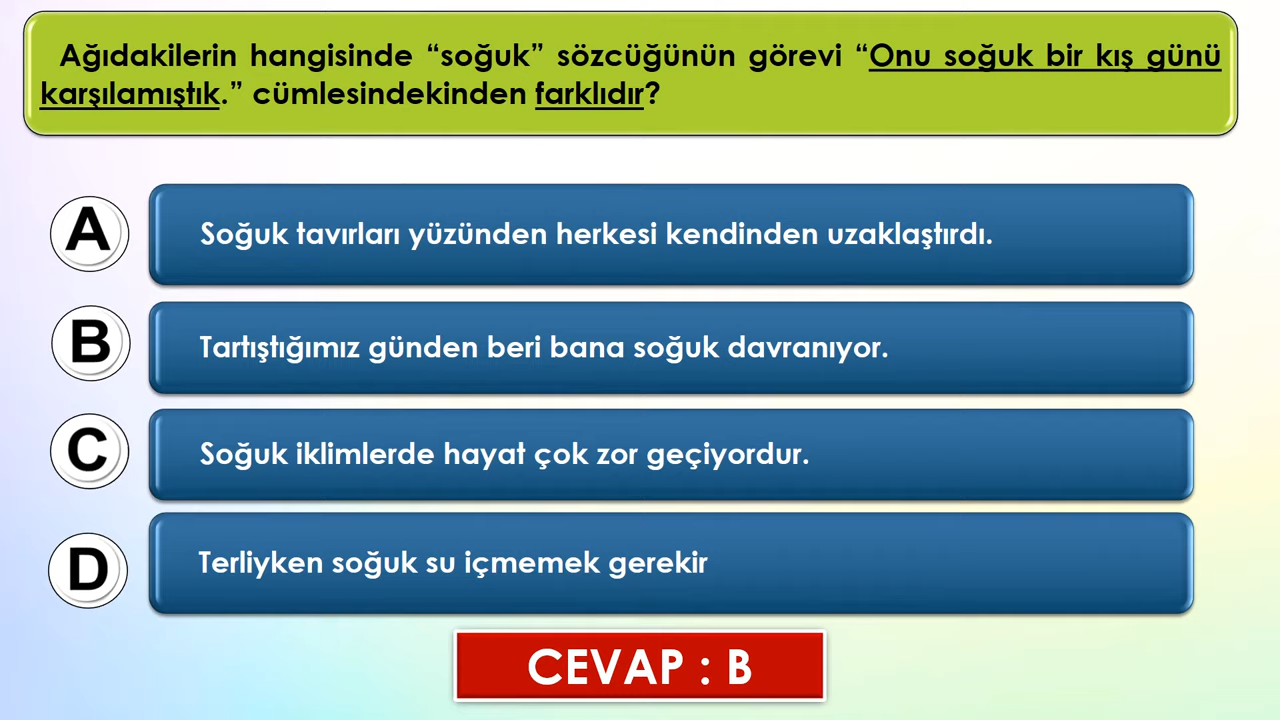 Ağıdakilerin hangisinde “soğuk” sözcüğünün görevi “Onu soğuk bir kış günü
karşılamıştık.” cümlesindekinden farklıdır?
A
Soğuk tavırları yüzünden herkesi kendinden uzaklaştırdı.
B
Tartıştığımız günden beri bana soğuk davranıyor.
C
Soğuk iklimlerde hayat çok zor geçiyordur.
D
Terliyken soğuk su içmemek gerekir
CEVAP : B